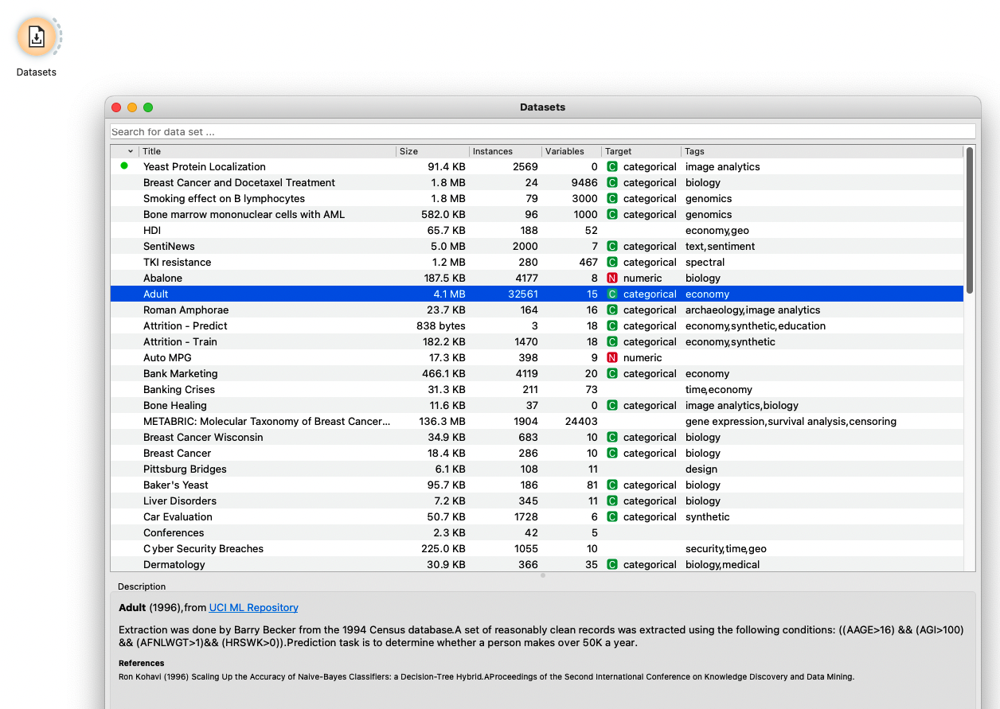 Datasets
Datasets
Search for data set ...
Title Size Instances Variables Target Tags
Yeast Protein Localization 91.4 KB 2569 0 C categorical image analytics
Breast Cancer and Docetaxel Treatment 1.8 MB 24 9486 C categorical biology
Smoking effect on B lymphocytes 1.8 MB 79 3000 C categorical genomics
Bone marrow mononuclear cells with AML 582.0 KB 96 1000 C categorical genomics
HDI 65.7 KB 188 52 economy,geo
SentiNews 5.0 MB 2000 7 C categorical text,sentiment
TKI resistance 1.2 MB 280 467 C categorical spectral
Abalone 187.5 KB 4177 8 N numeric biology
Adult 4.1 MB 32561 15 C categorical economy
Roman Amphorae 23.7 KB 164 16 C categorical archaeology,image analytics
Attrition - Predict 838 bytes 3 18 C categorical economy,synthetic,education
Attrition - Train 182.2 KB 1470 18 C categorical economy,synthetic
Auto MPG 17.3 KB 398 9 N numeric
Bank Marketing 466.1 KB 4119 20 C categorical economy
Banking Crises 31.3 KB 211 73 time,economy
Bone Healing 11.6 KB 37 0 C categorical image analytics,biology
METABRIC: Molecular Taxonomy of Breast Cancer... 136.3 MB 1904 24403 gene expression,survival analysis,censoring
Breast Cancer Wisconsin 34.9 KB 683 10 C categorical biology
Breast Cancer 18.4 KB 286 10 C categorical biology
Pittsburg Bridges 6.1 KB 108 11 design
Baker's Yeast 95.7 KB 186 81 C categorical biology
Liver Disorders 7.2 KB 345 11 C categorical biology
Car Evaluation 50.7 KB 1728 6 C categorical synthetic
Conferences 2.3 KB 42 5
Cyber Security Breaches 225.0 KB 1055 10 security,time,geo
Dermatology 30.9 KB 366 35 C categorical biology,medical
Description
Adult (1996),from UCI ML Repository
Extraction was done by Barry Becker from the 1994 Census database.A set of reasonably clean records was extracted using the following conditions: ((AAGE>16) && (AGI>100)
&& (AFNLWGT>1)&& (HRSWK>0)).Prediction task is to determine whether a person makes over 50K a year.
References
Ron Kohavi (1996) Scaling Up the Accuracy of Naive-Bayes Classifiers: a Decision-Tree Hybrid.AProceedings of the Second International Conference on Knowledge Discovery and Data Mining.